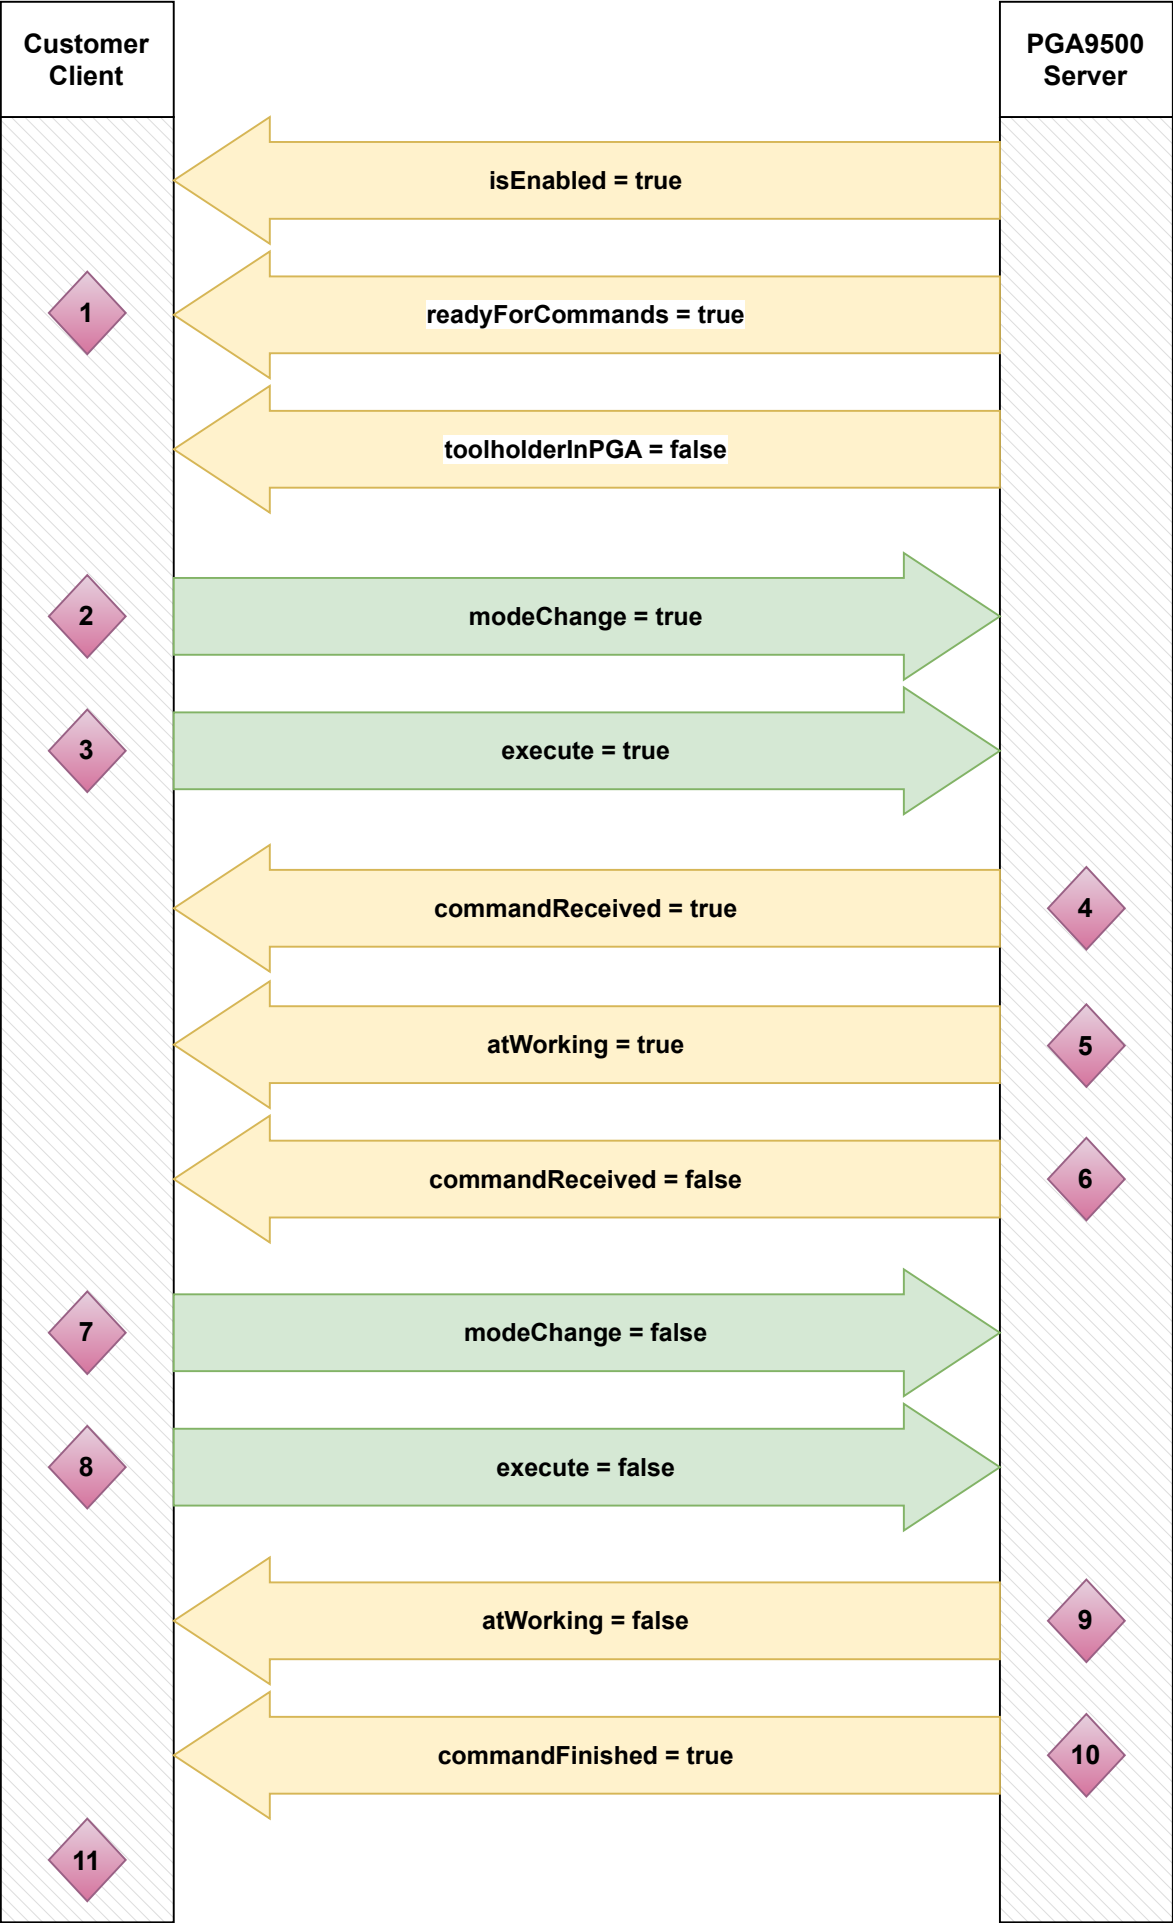 Customer
Client
PGA9500
Server
isEnabled = true
1
readyForCommands = true
toolholderInPGA = false
2
modeChange = true
3
execute = true
commandReceived = true
4
atWorking = true
5
commandReceived = false
6
7
modeChange = false
8
execute = false
atWorking = false
9
commandFinished = true
10
11